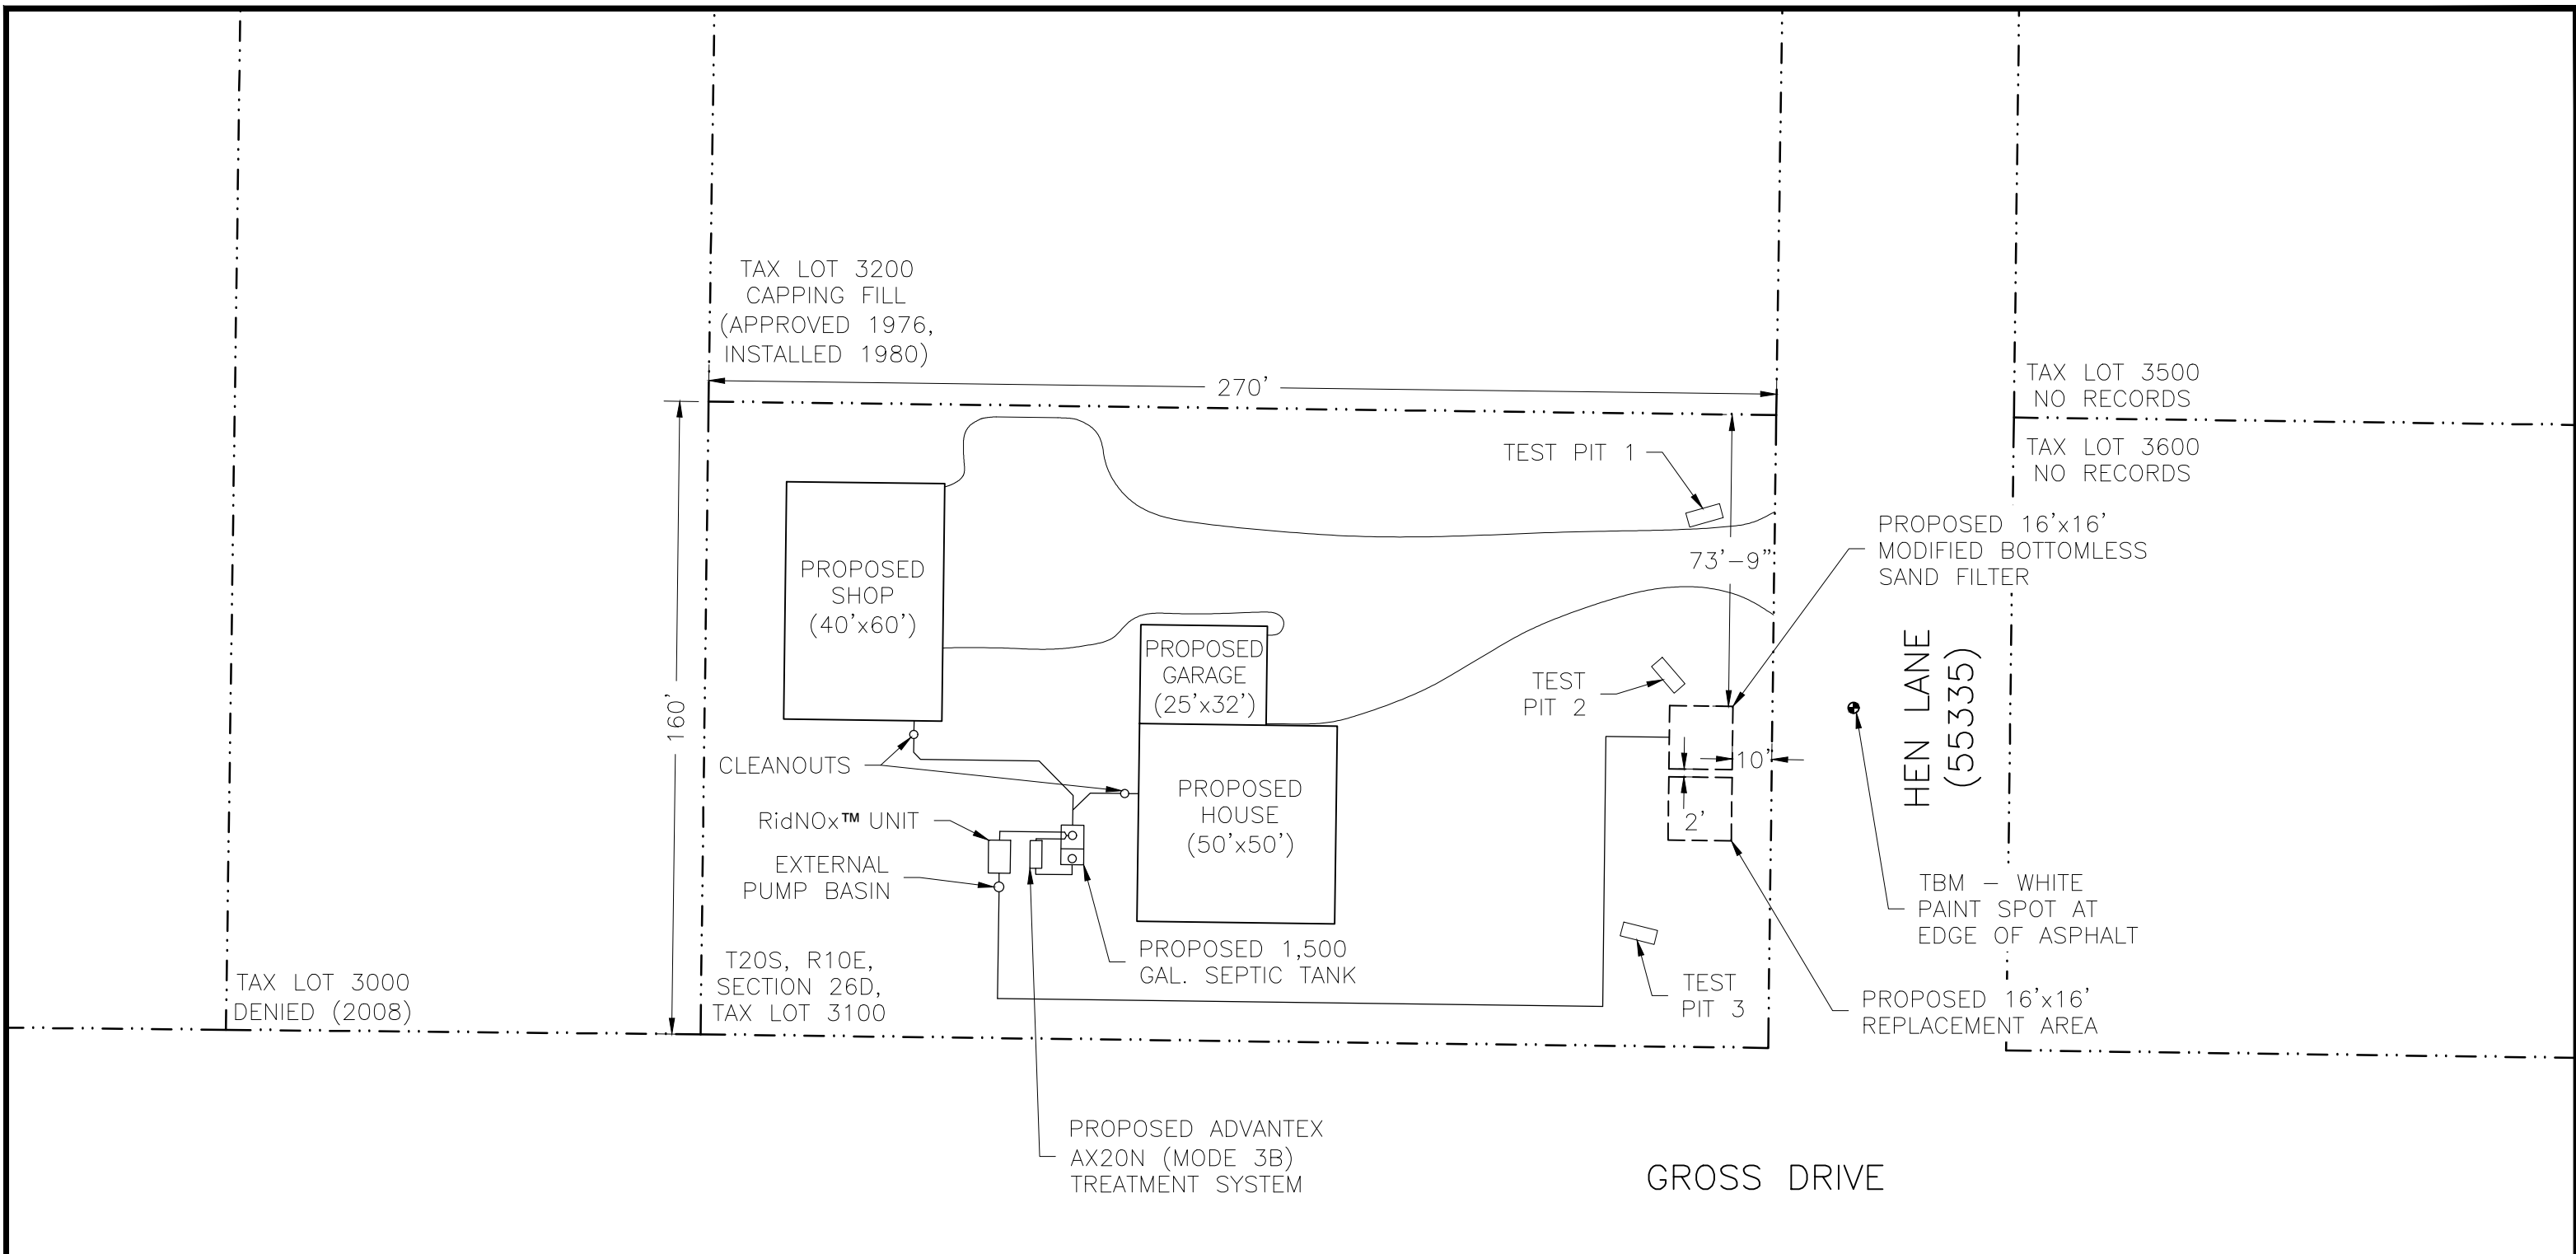 TAX LOT 3200
CAPPING FILL
(APPROVED 1976,
INSTALLED 1980)
270'
TAX LOT 3500
NO RECORDS
TAX LOT 3600
NO RECORDS
TEST PIT 1
PROPOSED 16'x16'
MODIFIED BOTTOMLESS
SAND FILTER
73'-9"
PROPOSED
SHOP
(40'x60')
PROPOSED
GARAGE
(25'x32')
TEST
PIT 2
160'
HEN LANE
(55335)
CLEANOUTS
10'
PROPOSED
HOUSE
(50'x50')
2'
RidNOx™ UNIT
EXTERNAL
PUMP BASIN
TBM - WHITE
PAINT SPOT AT
EDGE OF ASPHALT
PROPOSED 1,500
GAL. SEPTIC TANK
T20S, R10E,
SECTION 26D,
TAX LOT 3100
TAX LOT 3000
DENIED (2008)
TEST
PIT 3
PROPOSED 16'x16'
REPLACEMENT AREA
PROPOSED ADVANTEX
AX20N (MODE 3B)
TREATMENT SYSTEM
GROSS DRIVE